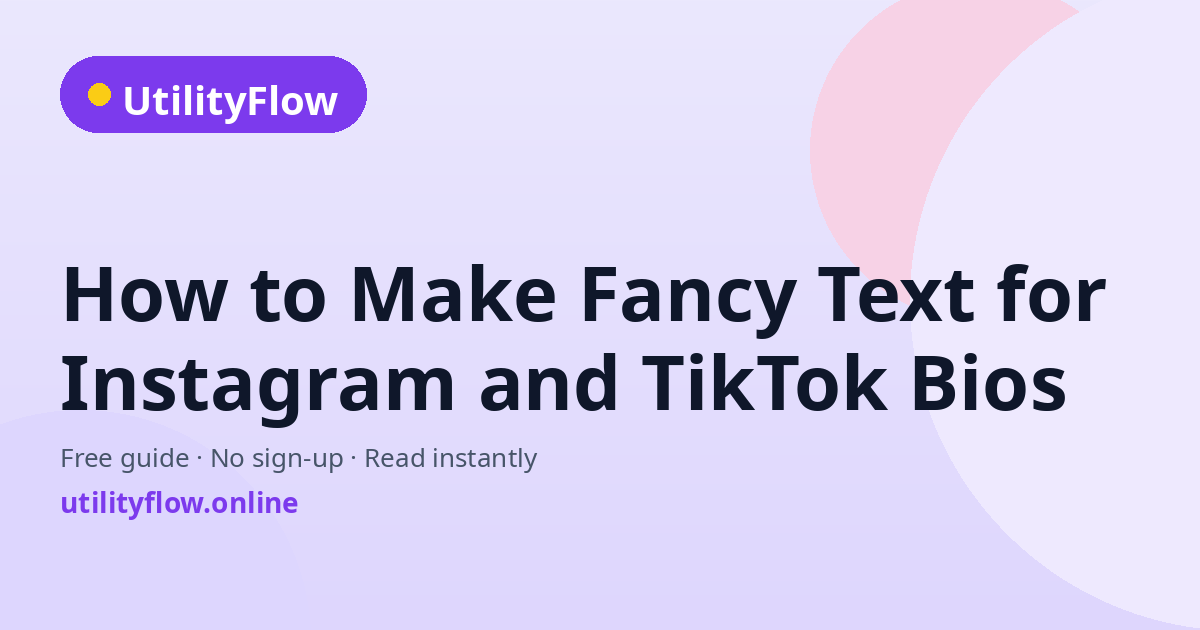 UtilityFlow
How to Make Fancy Text for
Instagram and TikTok Bios
Free guide · No sign-up · Read instantly
utilityflow.online